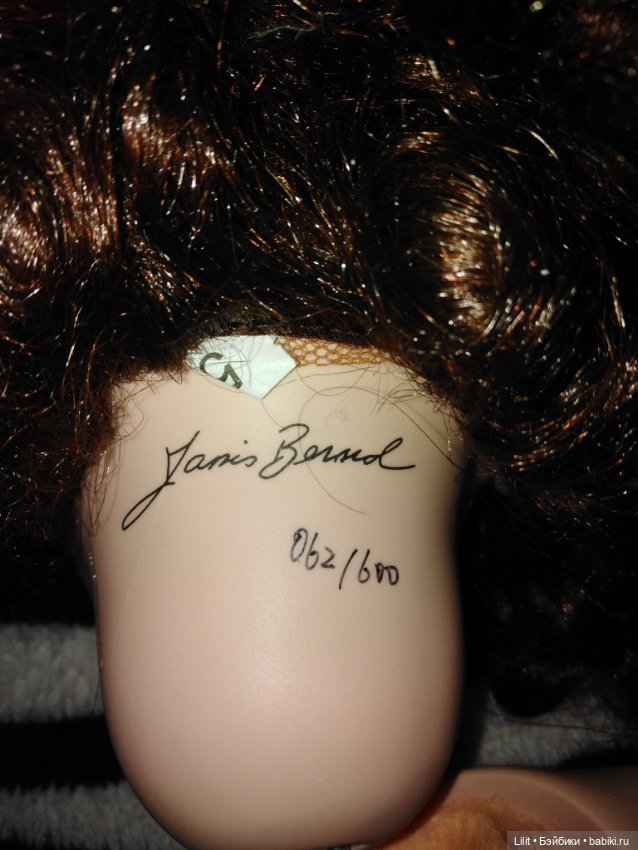 Janis Berard
062/600
Lilit • Бэйбики • babiki.ru